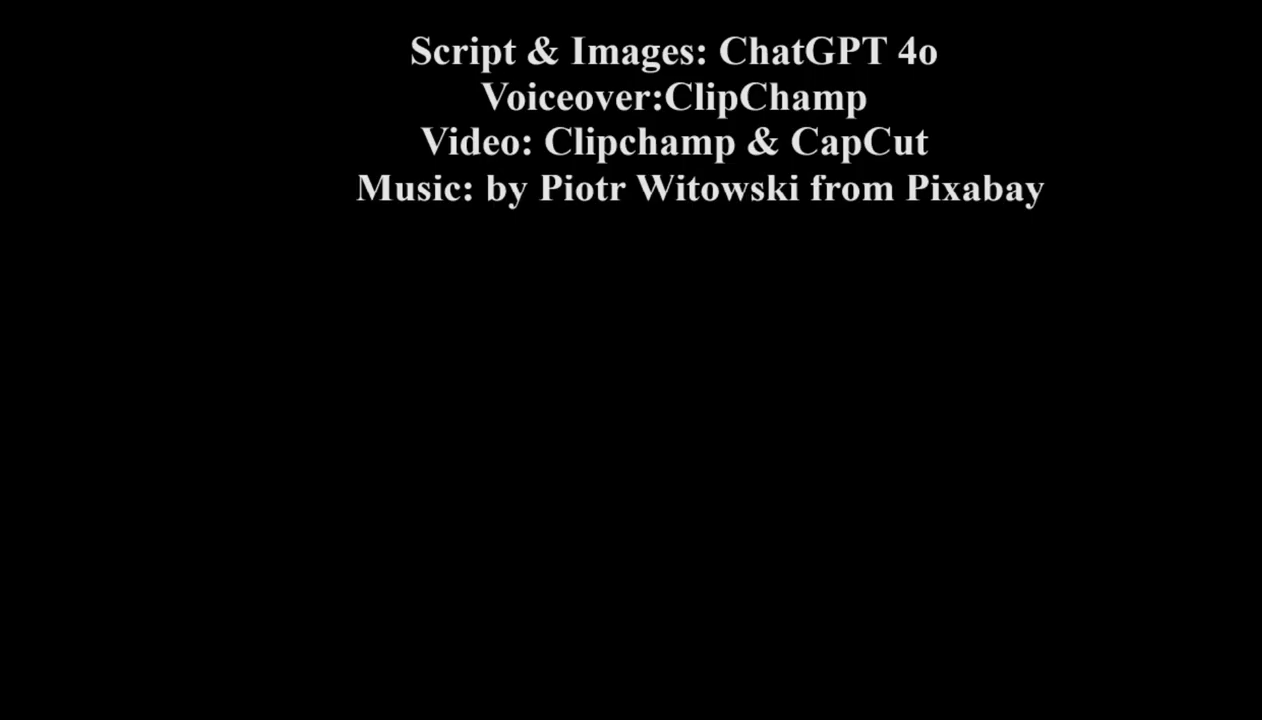 Script & Images: ChatGPT 4o
Voiceover:ClipChamp
Video: Clipchamp & CapCut
Music: by Piotr Witowski from Pixabay